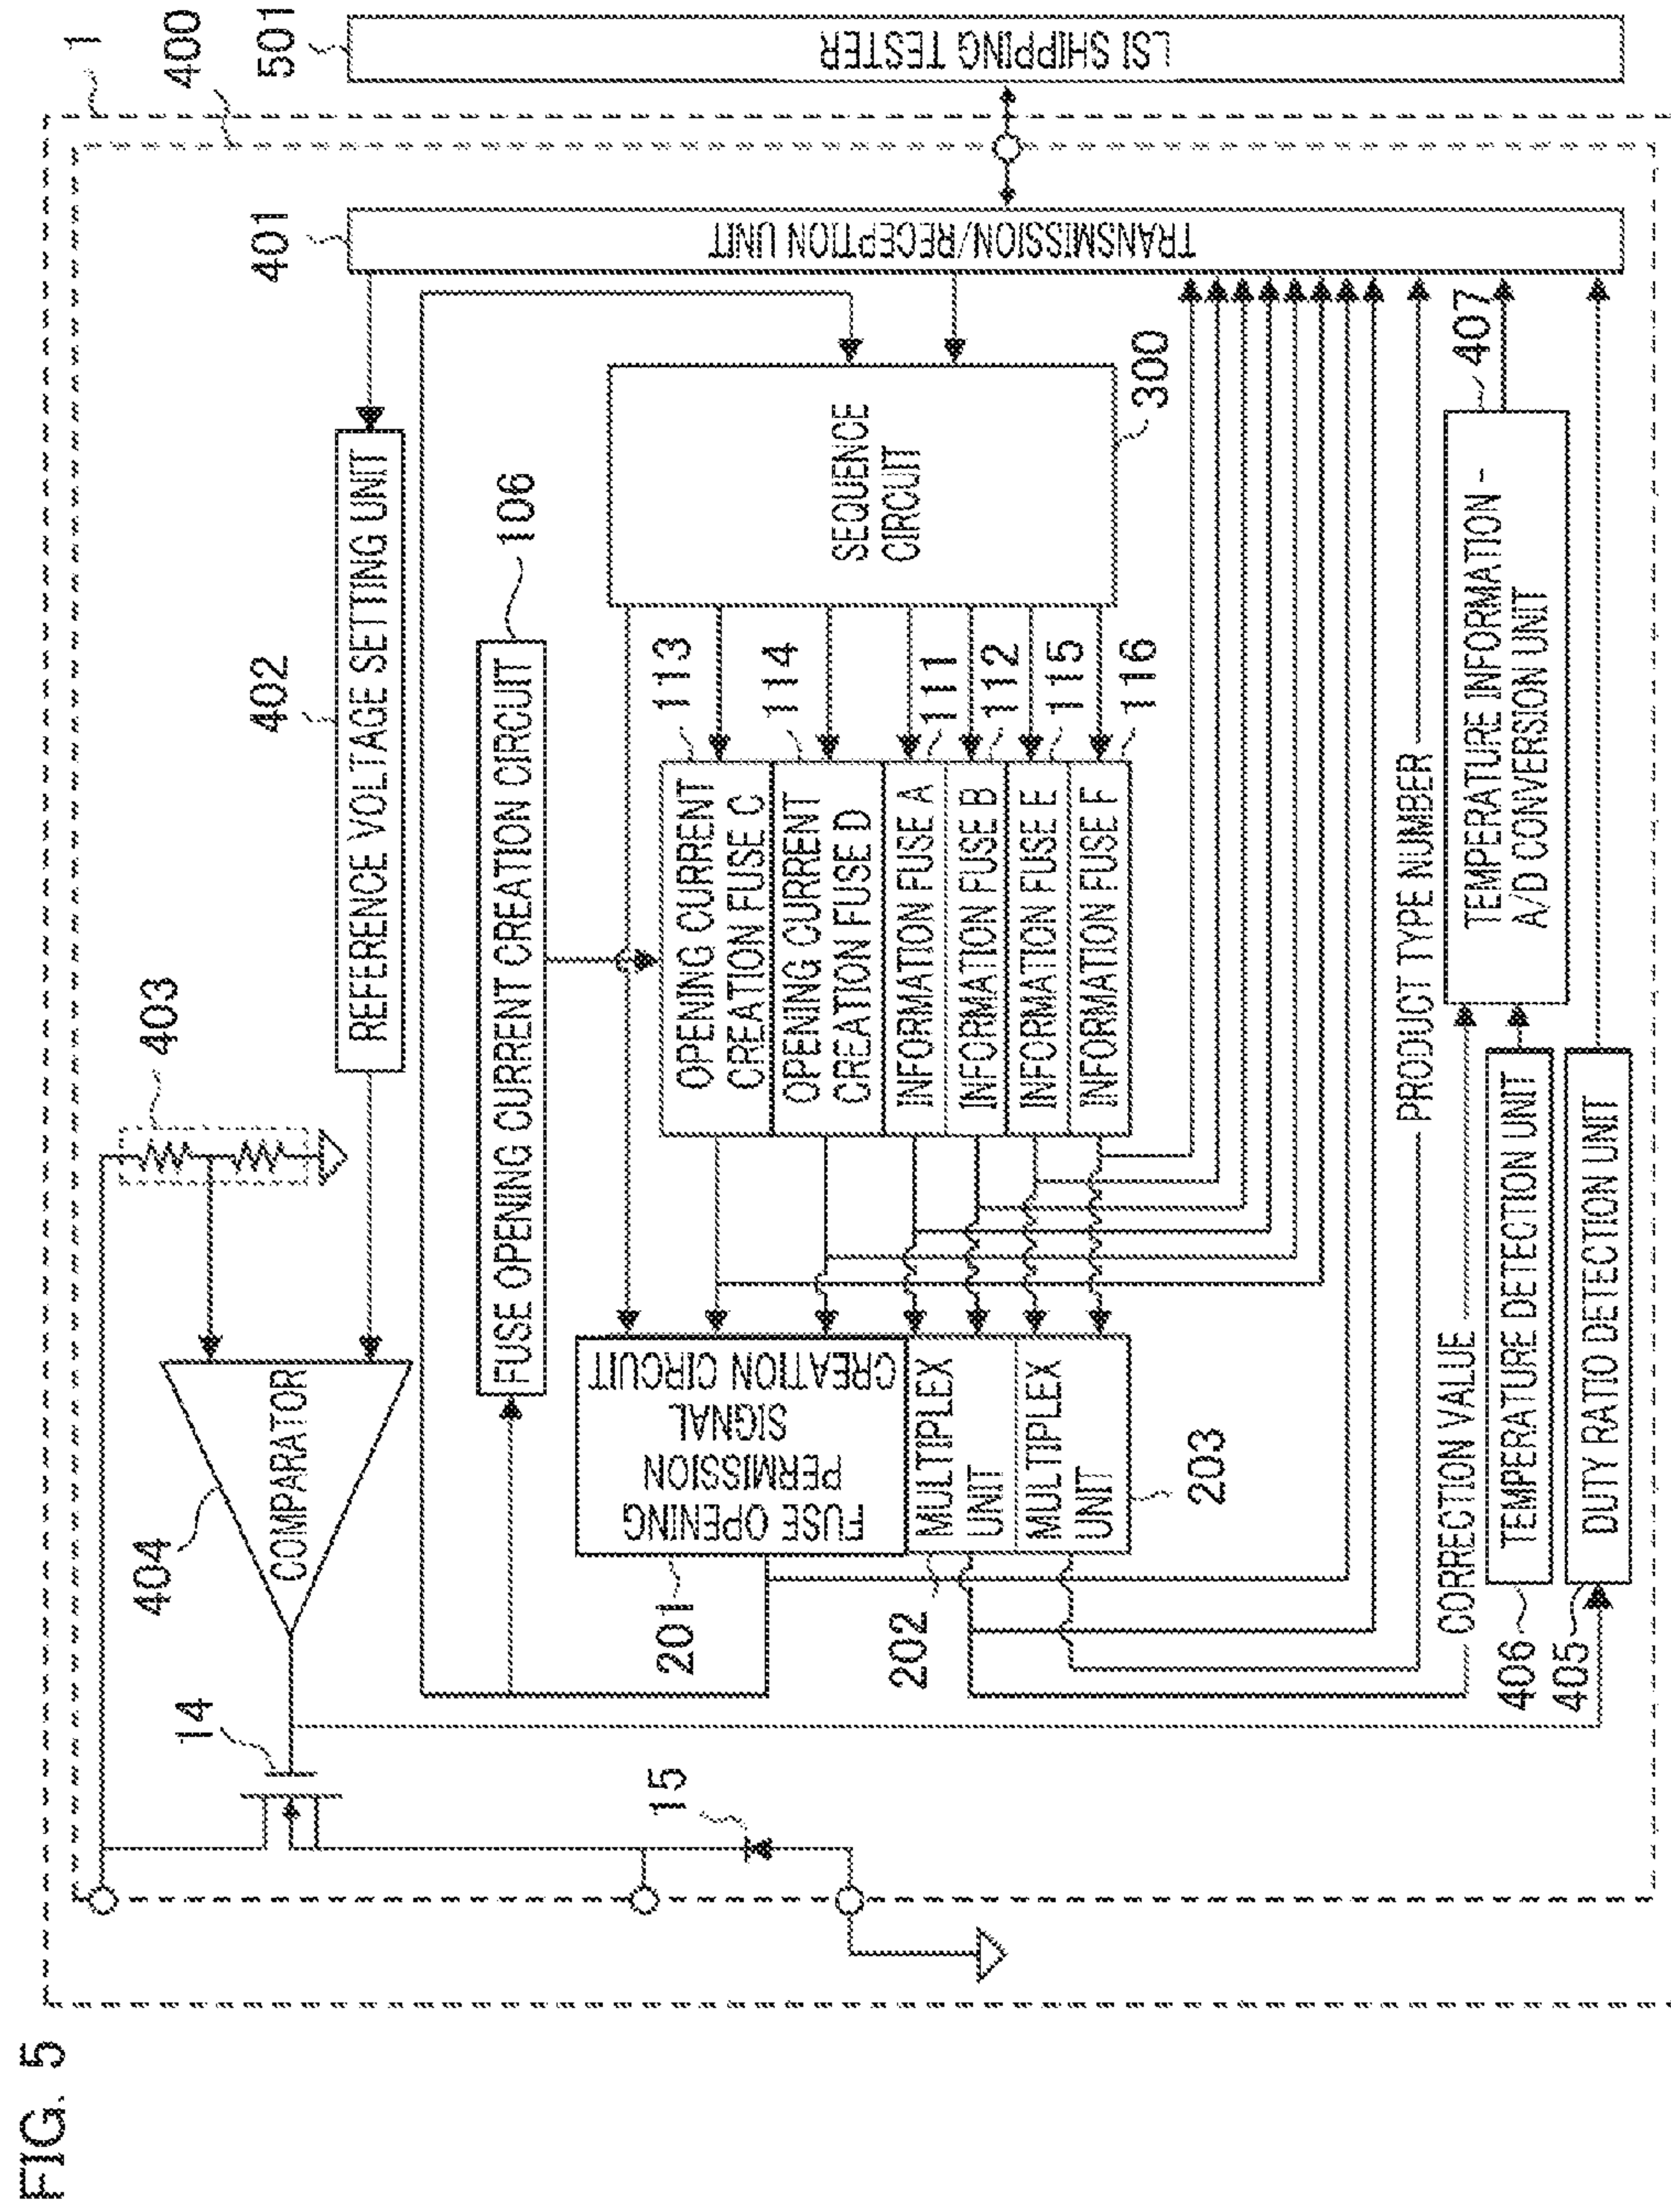 FIG. 5
1
400
501
LSI SHIPPING TESTER
401
TRANSMISSION/RECEPTION UNIT
402
REFERENCE VOLTAGE SETTING UNIT
403
404
COMPARATOR
14
15
106
FUSE OPENING CURRENT CREATION CIRCUIT
300
SEQUENCE
CIRCUIT
113
OPENING CURRENT
CREATION FUSE C
114
OPENING CURRENT
CREATION FUSE D
111
INFORMATION FUSE A
112
INFORMATION FUSE B
115
INFORMATION FUSE E
116
INFORMATION FUSE F
201
FUSE OPENING
PERMISSION
SIGNAL
CREATION CIRCUIT
202
MULTIPLEX
UNIT
203
MULTIPLEX
UNIT
PRODUCT TYPE NUMBER
CORRECTION VALUE
407
TEMPERATURE INFORMATION -
A/D CONVERSION UNIT
406
TEMPERATURE DETECTION UNIT
405
DUTY RATIO DETECTION UNIT